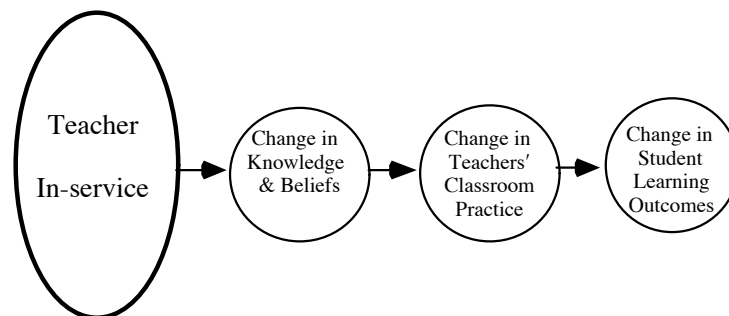 Teacher
In-service
Change in
Knowledge
& Beliefs
Change in
Teachers′
Classroom
Practice
Change in
Student
Learning
Outcomes